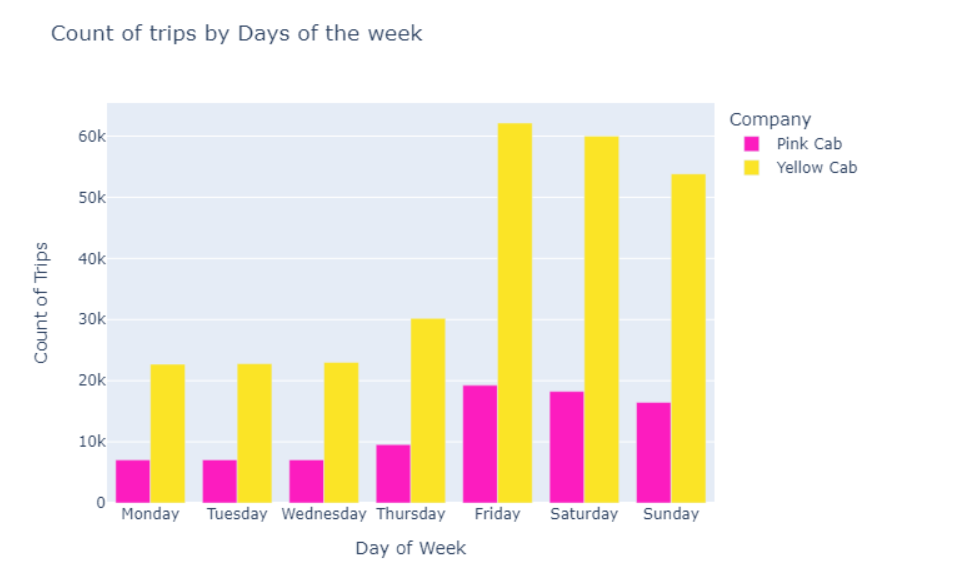 Count of trips by Days of the week
Company
Pink Cab
Yellow Cab
Count of Trips
60k
50k
40k
30k
20k
10k
0
Monday Tuesday Wednesday Thursday Friday Saturday Sunday
Day of Week